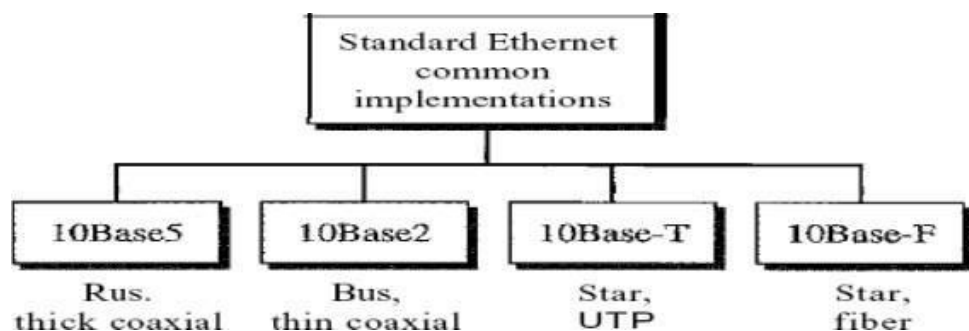 Standard Ethernet
common
implementations
10Base5 10Base2 10Base-T 10Base-F
Rus. Bus, Star, Star,
thick coaxial thin coaxial UTP fiber